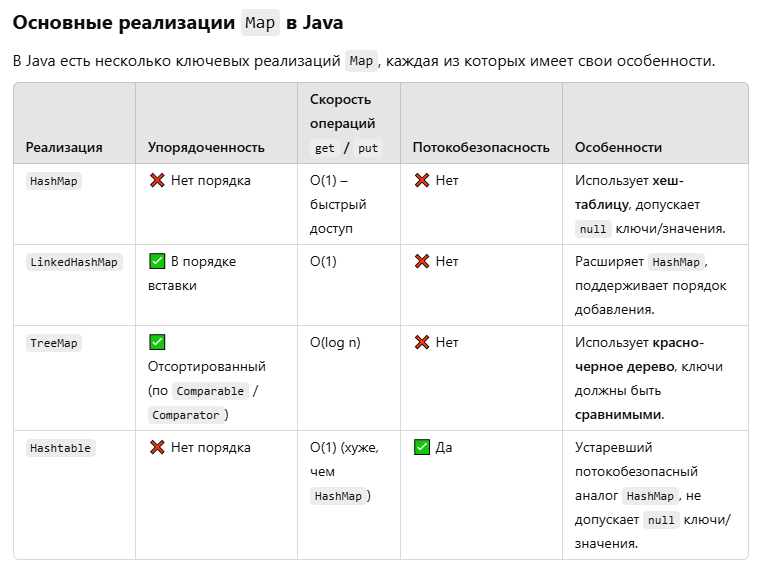 Основные реализации Map в Java
В Java есть несколько ключевых реализаций Map, каждая из которых имеет свои особенности.
Реализация
Упорядоченность
Скорость
операций
get / put
Потокобезопасность
Особенности
HashMap
❌ Нет порядка
O(1) –
быстрый
доступ
❌ Нет
Использует хеш-
таблицу, допускает
null ключи/значения.
LinkedHashMap
✅ В порядке
вставки
O(1)
❌ Нет
Расширяет HashMap,
поддерживает порядок
добавления.
TreeMap
✅
Отсортированный
(по Comparable /
Comparator)
O(log n)
❌ Нет
Использует красно-
черное дерево, ключи
должны быть
сравнимыми.
Hashtable
❌ Нет порядка
O(1) (хуже,
чем
HashMap)
✅ Да
Устаревший
потокобезопасный
аналог HashMap, не
допускает null ключи/
значения.